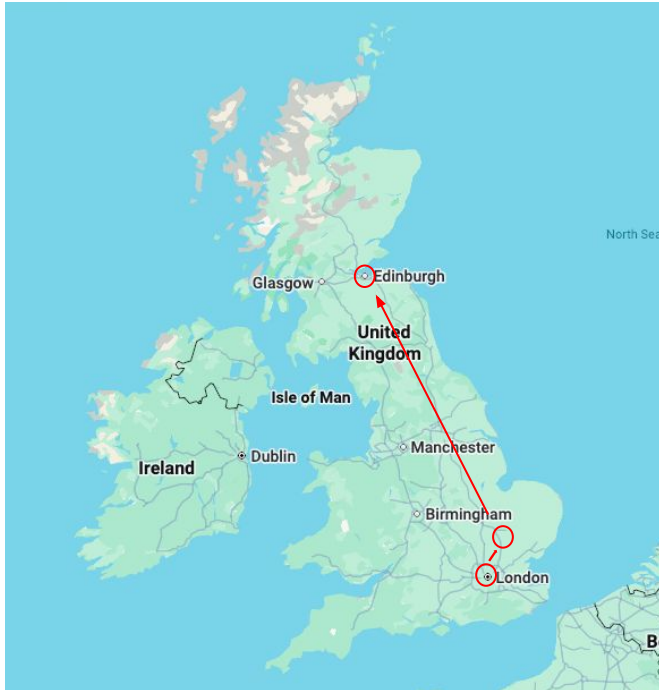 North Sea
Edinburgh
Glasgow
United
Kingdom
Isle of Man
Manchester
Dublin
Ireland
Birmingham
London
B